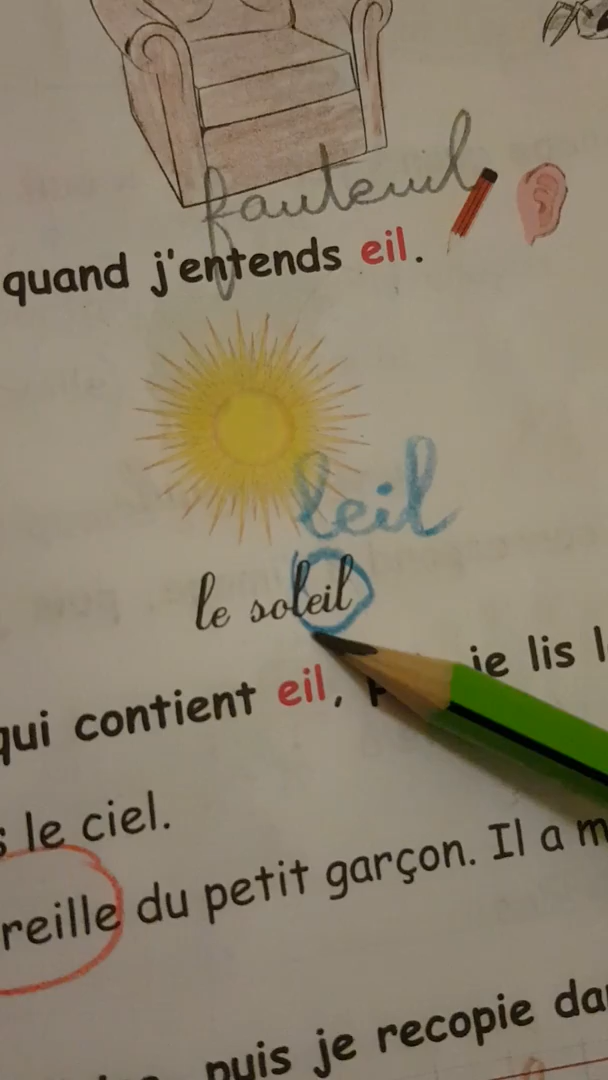 fauteuil
quand j'entends eil.
leil
le soleil
qui contient eil, je lis
le ciel.
reille du petit garçon. Il a
puis je recopie